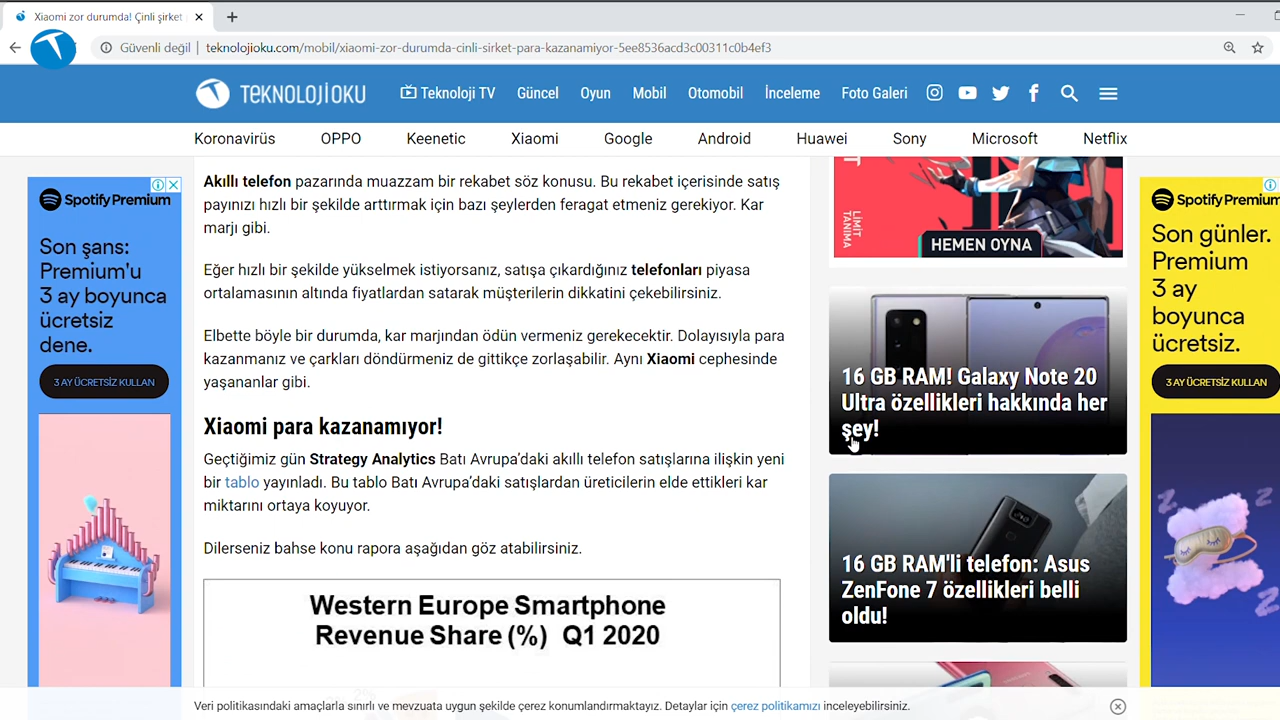 Xiaomi zor durumda! Çinli şirket
Güvenli değil | teknolojioku.com/mobil/xiaomi-zor-durumda-cinli-sirket-para-kazanamiyor-5ee8536acd3c00311c0b4ef3
TEKNOLOJİOKU
Teknoloji TV Güncel Oyun Mobil Otomobil İnceleme Foto Galeri
Koronavirüs OPPO Keenetic Xiaomi Google Android Huawei Sony Microsoft Netflix
Spotify Premium
Son şans:
Premium'u
3 ay boyunca
ücretsiz
dene.
3 AY ÜCRETSİZ KULLAN
Akıllı telefon pazarında muazzam bir rekabet söz konusu. Bu rekabet içerisinde satış
payınızı hızlı bir şekilde arttırmak için bazı şeylerden feragat etmeniz gerekiyor. Kar
marjı gibi.
Eğer hızlı bir şekilde yükselmek istiyorsanız, satışa çıkardığınız telefonları piyasa
ortalamasının altında fiyatlardan satarak müşterilerin dikkatini çekebilirsiniz.
Elbette böyle bir durumda, kar marjından ödün vermeniz gerekecektir. Dolayısıyla para
kazanmanız ve çarkları döndürmeniz de gittikçe zorlaşabilir. Aynı Xiaomi cephesinde
yaşananlar gibi.
Xiaomi para kazanamıyor!
Geçtiğimiz gün Strategy Analytics Batı Avrupa'daki akıllı telefon satışlarına ilişkin yeni
bir tablo yayınladı. Bu tablo Batı Avrupa'daki satışlardan üreticilerin elde ettikleri kar
miktarını ortaya koyuyor.
Dilerseniz bahse konu rapora aşağıdan göz atabilirsiniz.
Western Europe Smartphone
Revenue Share (%) Q1 2020
LİMİT
TANIMA
HEMEN OYNA
16 GB RAM! Galaxy Note 20
Ultra özellikleri hakkında her
şey!
16 GB RAM'li telefon: Asus
ZenFone 7 özellikleri belli
oldu!
Spotify Premium
Son günler.
Premium
3 ay
boyunca
ücretsiz.
3 AY ÜCRETSİZ KULLAN
Veri politikasındaki amaçlarla sınırlı ve mevzuata uygun şekilde çerez konumlandırmaktayız. Detaylar için çerez politikamızı inceleyebilirsiniz.